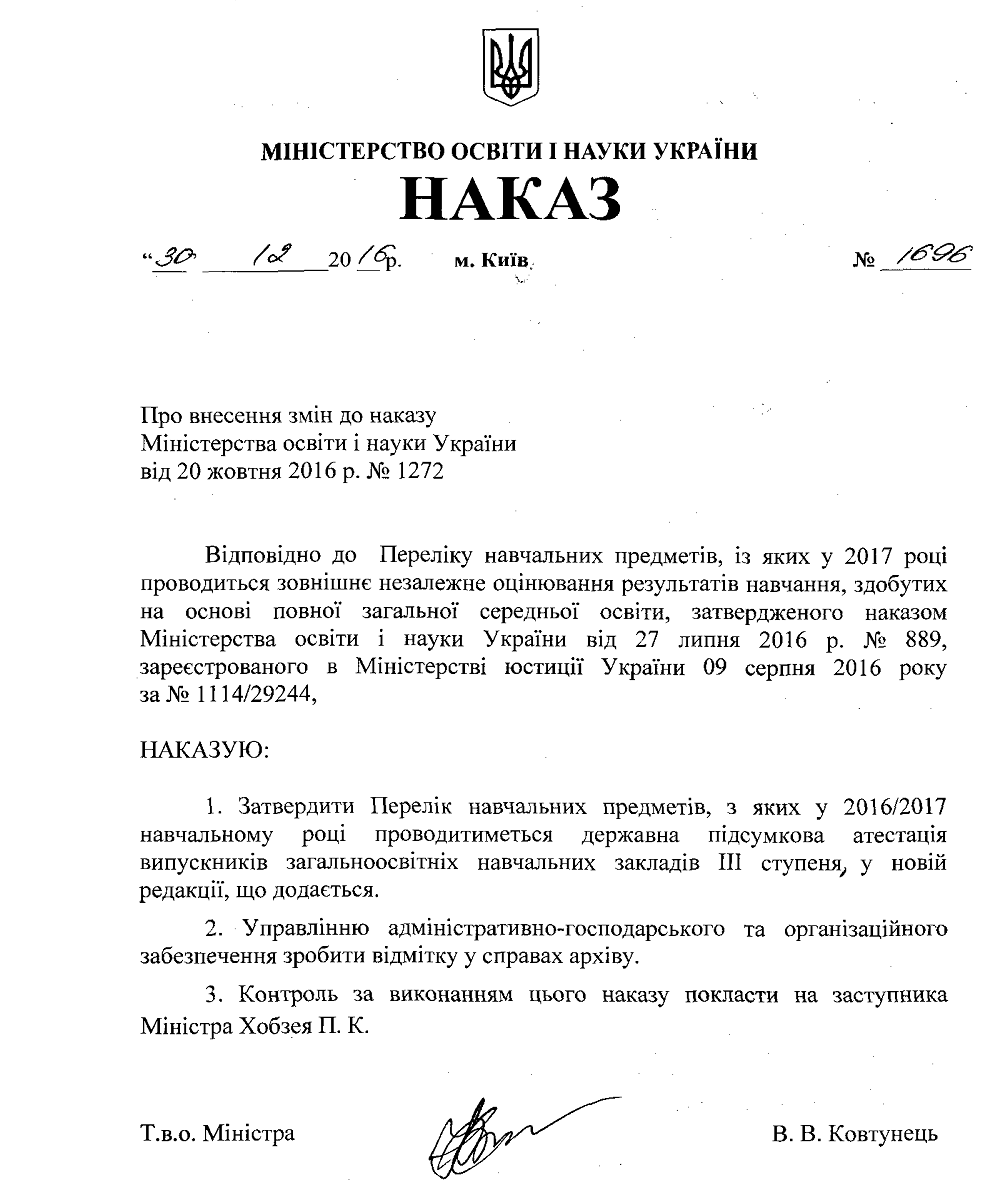 МІНІСТЕРСТВО ОСВІТИ І НАУКИ УКРАЇНИ
НАКАЗ
“30” 12 2016р. м. Київ № 1696
Про внесення змін до наказу
Міністерства освіти і науки України
від 20 жовтня 2016 р. № 1272
Відповідно до Переліку навчальних предметів, із яких у 2017 році
проводиться зовнішнє незалежне оцінювання результатів навчання, здобутих
на основі повної загальної середньої освіти, затвердженого наказом
Міністерства освіти і науки України від 27 липня 2016 р. № 889,
зареєстрованого в Міністерстві юстиції України 09 серпня 2016 року
за № 1114/29244,
НАКАЗУЮ:
1. Затвердити Перелік навчальних предметів, з яких у 2016/2017
навчальному році проводитиметься державна підсумкова атестація
випускників загальноосвітніх навчальних закладів III ступеня, у новій
редакції, що додається.
2. Управлінню адміністративно-господарського та організаційного
забезпечення зробити відмітку у справах архіву.
3. Контроль за виконанням цього наказу покласти на заступника
Міністра Хобзея П. К.
Т.в.о. Міністра В. В. Ковтунець